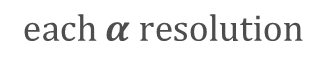 each α resolution